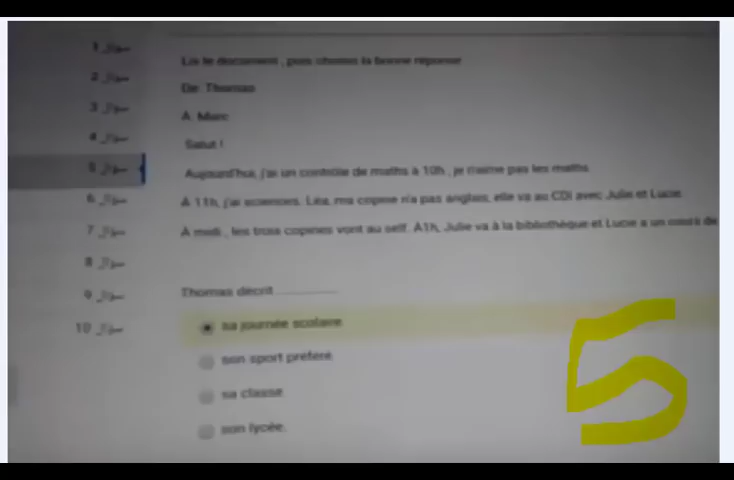 سؤال 1
سؤال 2
سؤال 3
سؤال 4
سؤال 5
سؤال 6
سؤال 7
سؤال 8
سؤال 9
سؤال 10
Lis le document , puis choisis la bonne réponse
De: Thomas
A: Marc
Salut !
Aujourd'hui, j'ai un contrôle de maths à 10h , je n'aime pas les maths.
A 11h, j'ai sciences. Léa, ma copine n'a pas anglais, elle va au CDI avec Julie et Lucie.
A midi , les trois copines vont au self. A1h, Julie va à la bibliothèque et Lucie a un cours de
Thomas décrit
sa journée scolaire
son sport préféré
sa classe
son lycée.
5